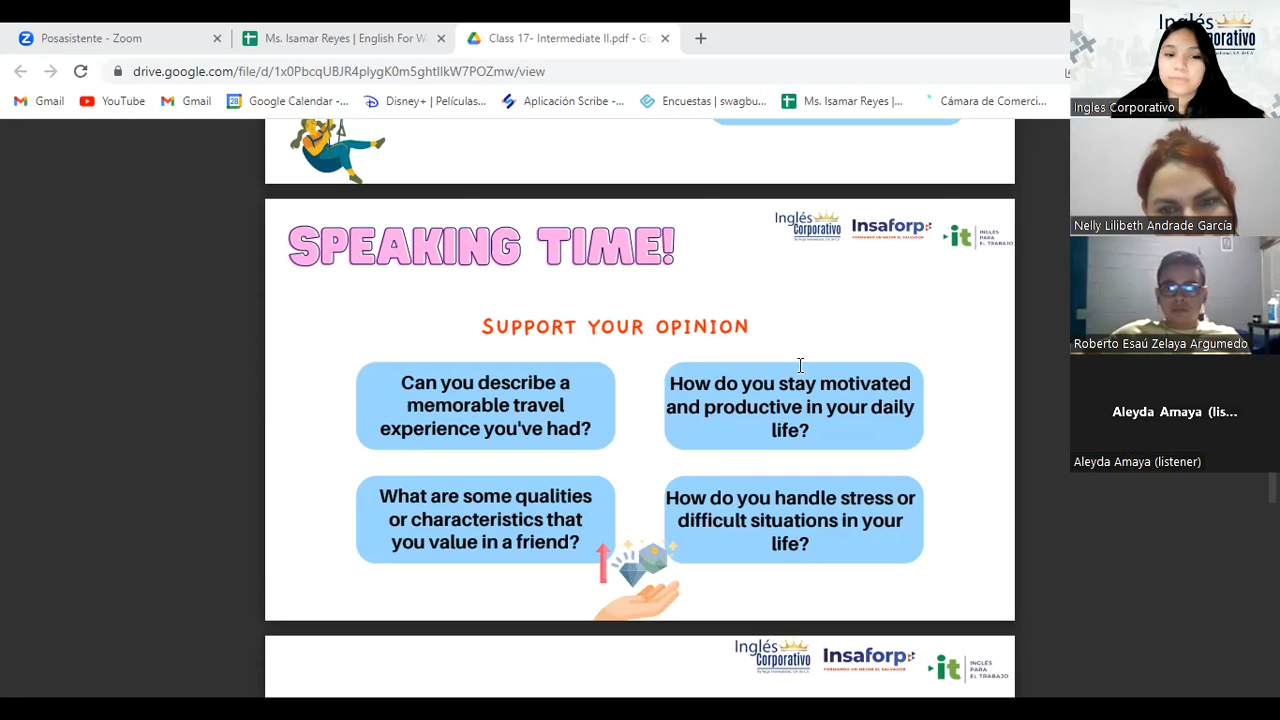 Posasistente - Zoom
Ms. Isamar Reyes | English For W
Class 17- Intermediate II.pdf - Go
drive.google.com/file/d/1x0PbcqUBJR4plygK0m5ghtIlkW7POZmw/view
Gmail
YouTube
Gmail
Google Calendar -...
Disney+ | Películas...
Aplicación Scribe -...
Encuestas | swagbu...
Ms. Isamar Reyes |...
Cámara de Comerci...
Inglés
Corporativo
Ingles Corporativo
SPEAKING TIME!
Inglés
Corporativo
Insaforp
it
INGLÉS
PARA
EL TRABAJO
SUPPORT YOUR OPINION
Can you describe a
memorable travel
experience you've had?
How do you stay motivated
and productive in your daily
life?
What are some qualities
or characteristics that
you value in a friend?
How do you handle stress or
difficult situations in your
life?
Inglés
Corporativo
Insaforp
it
INGLÉS
PARA
EL TRABAJO
Nelly Lilibeth Andrade García
Roberto Esaú Zelaya Argumedo
Aleyda Amaya (lis...
Aleyda Amaya (listener)